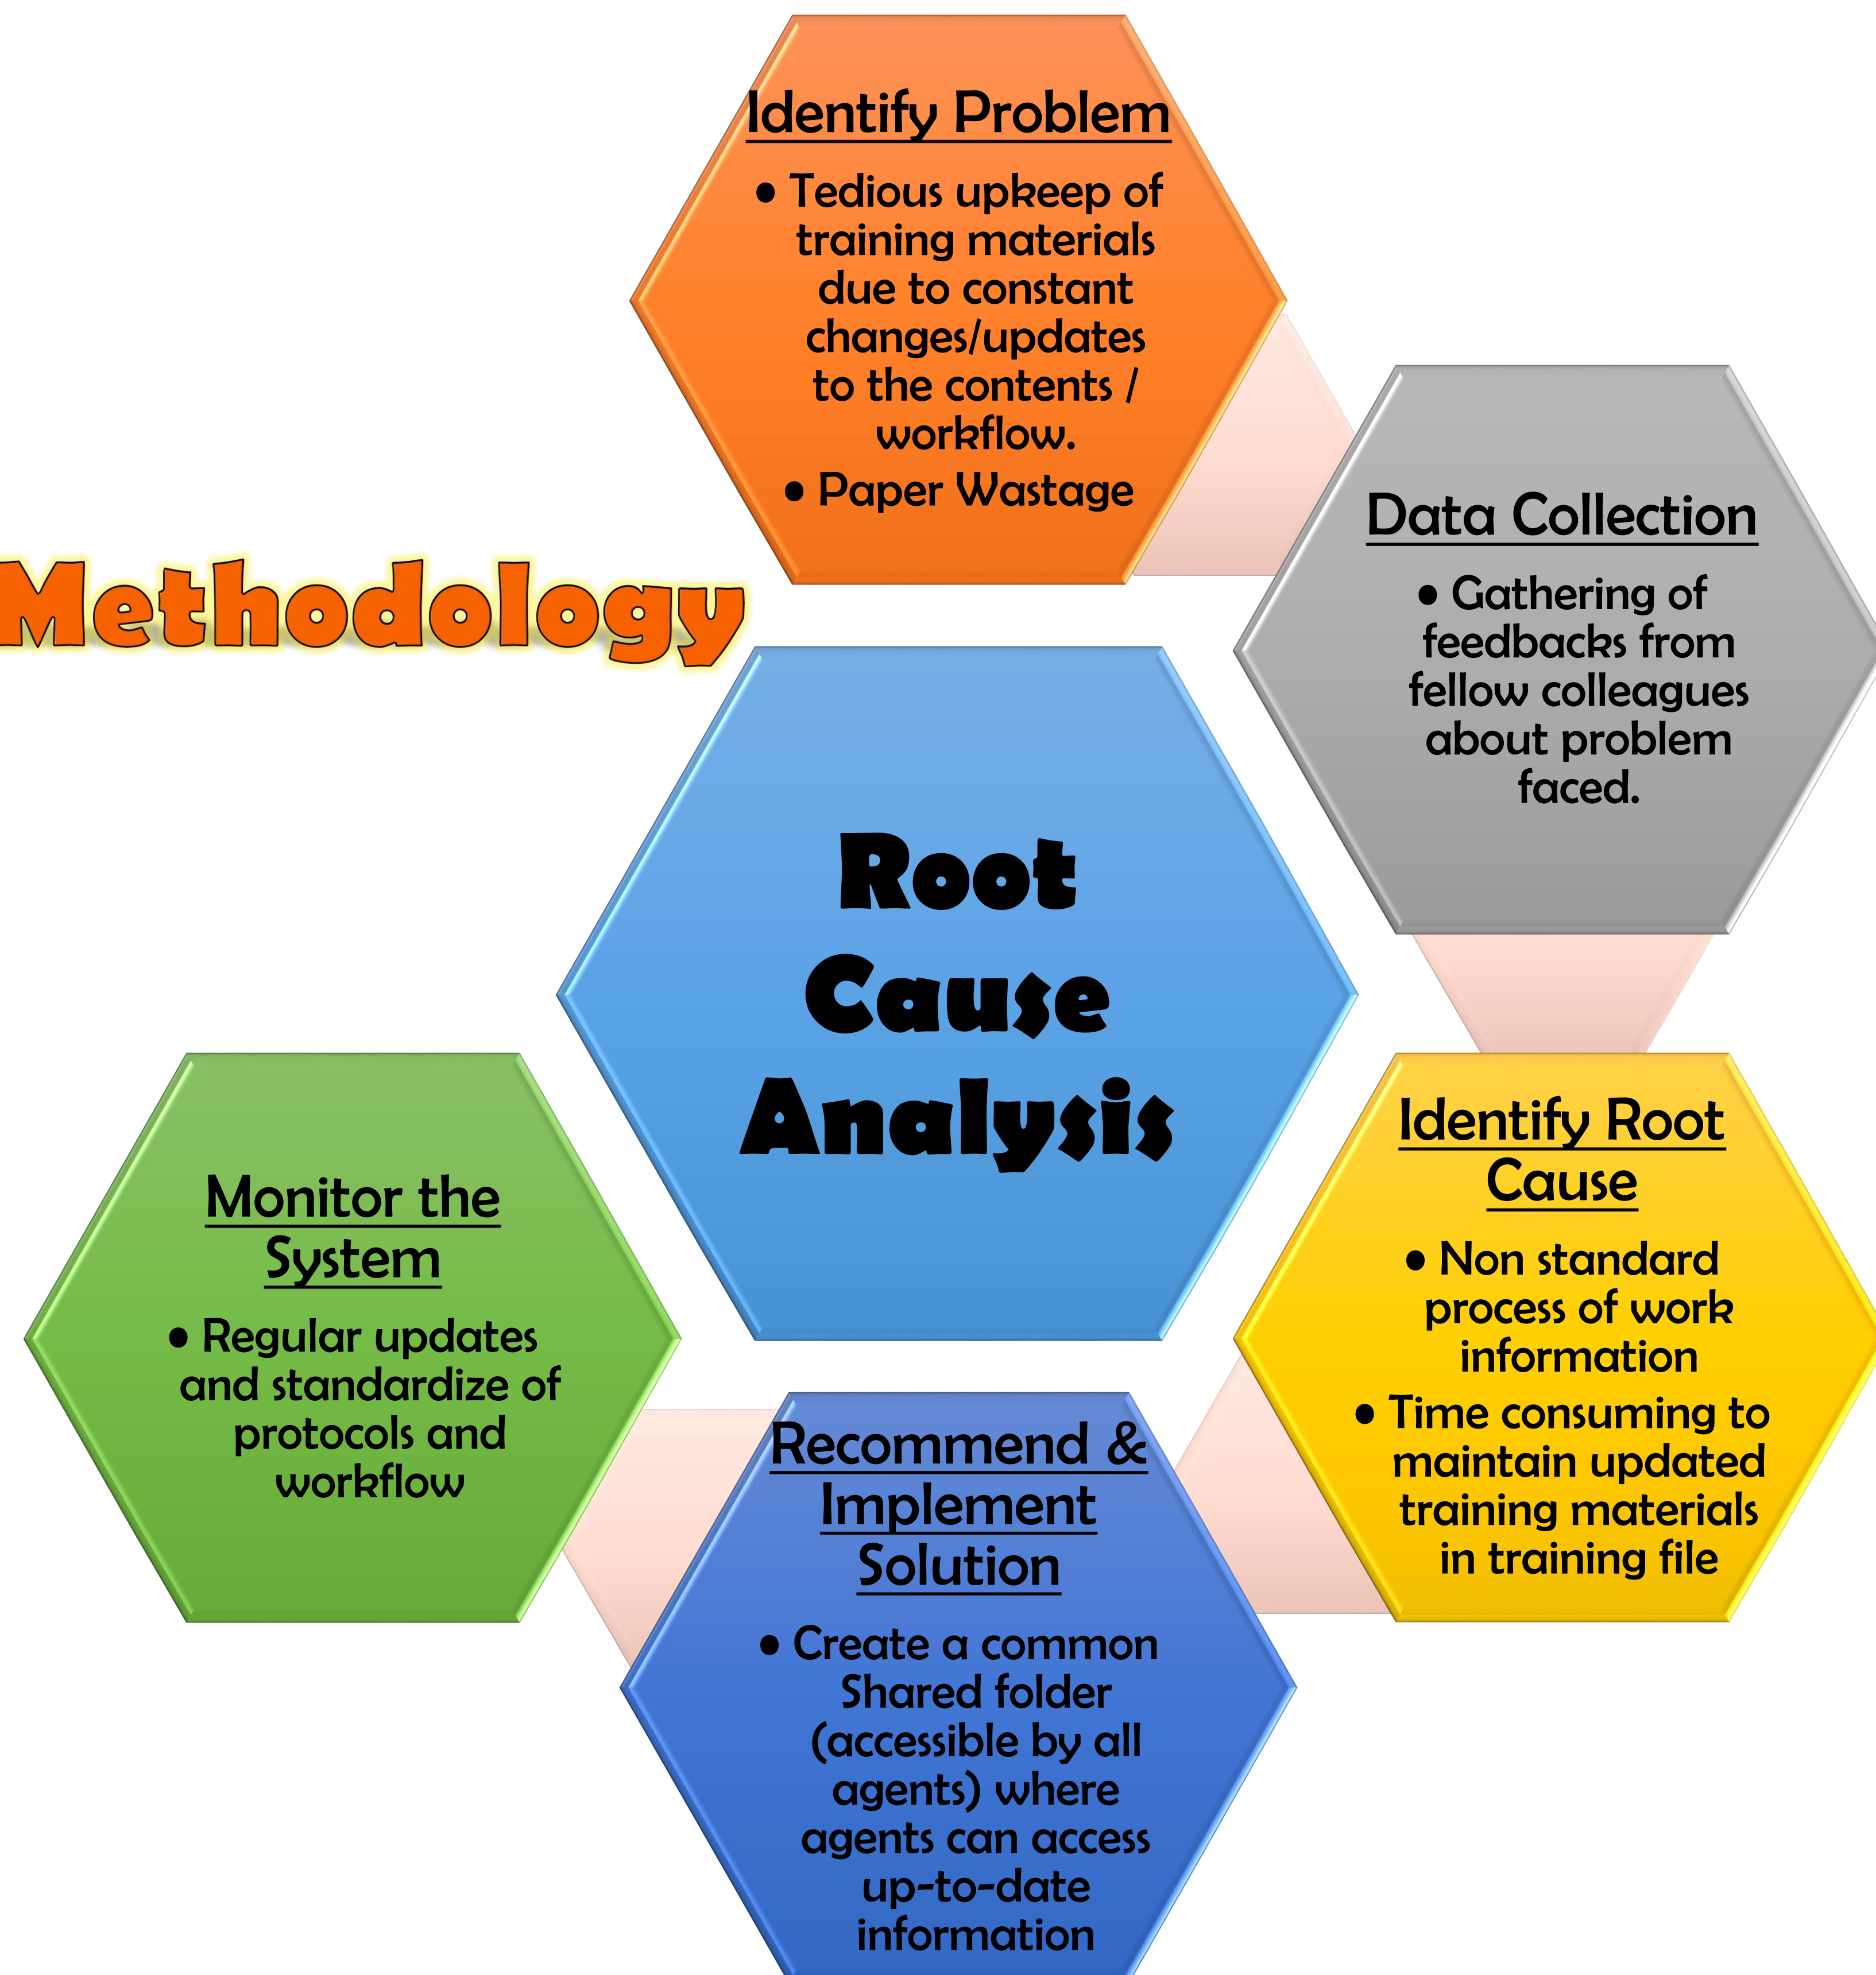 Methodology
Identify Problem
• Tedious upkeep of
training materials
due to constant
changes/updates
to the contents /
workflow.
• Paper Wastage
Data Collection
• Gathering of
feedbacks from
fellow colleagues
about problem
faced.
Root
Cause
Analysis
Identify Root
Cause
• Non standard
process of work
information
• Time consuming to
maintain updated
training materials
in training file
Recommend &
Implement
Solution
• Create a common
Shared folder
(accessible by all
agents) where
agents can access
up-to-date
information
Monitor the
System
• Regular updates
and standardize of
protocols and
workflow